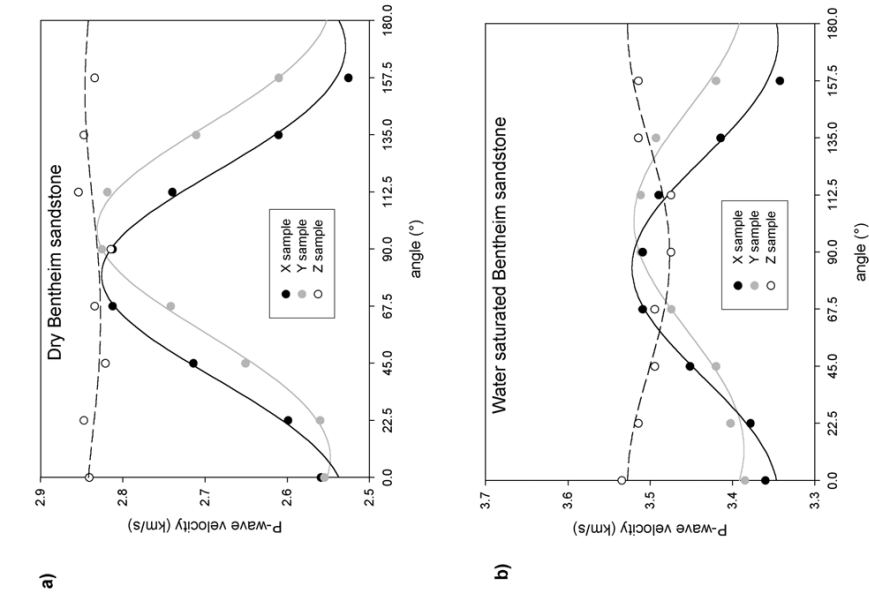 a)
Dry Bentheim sandstone
P-wave velocity (km/s)
2.9
2.8
2.7
2.6
2.5
0.0 22.5 45.0 67.5 90.0 112.5 135.0 157.5 180.0
angle (°)
X sample
Y sample
Z sample
b)
Water saturated Bentheim sandstone
P-wave velocity (km/s)
3.7
3.6
3.5
3.4
3.3
0.0 22.5 45.0 67.5 90.0 112.5 135.0 157.5 180.0
angle (°)
X sample
Y sample
Z sample